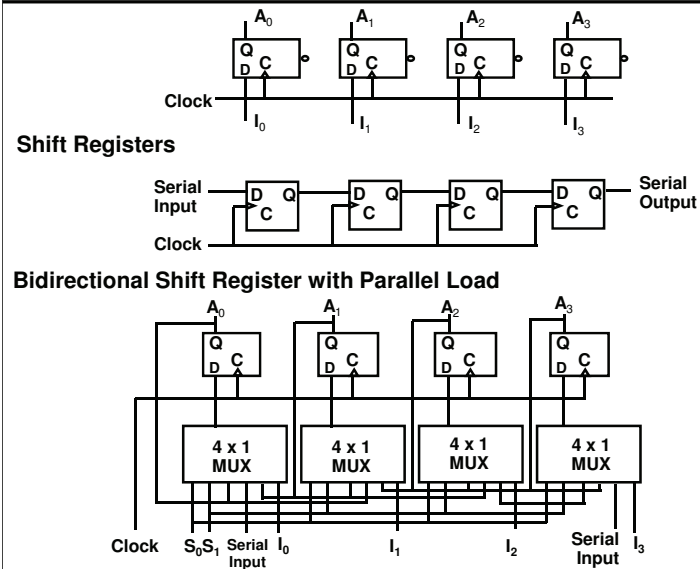 A₀ A₁ A₂ A₃
Q Q Q Q
D C D C D C D C
Clock
I₀ I₁ I₂ I₃
Shift Registers
Serial Input D Q D Q D Q D Q Serial Output
C C C C
Clock
Bidirectional Shift Register with Parallel Load
A₀ A₁ A₂ A₃
Q Q Q Q
D C D C D C D C
4 x 1 4 x 1 4 x 1 4 x 1
MUX MUX MUX MUX
Clock S₀S₁ Serial Input I₀ I₁ I₂ Serial Input I₃